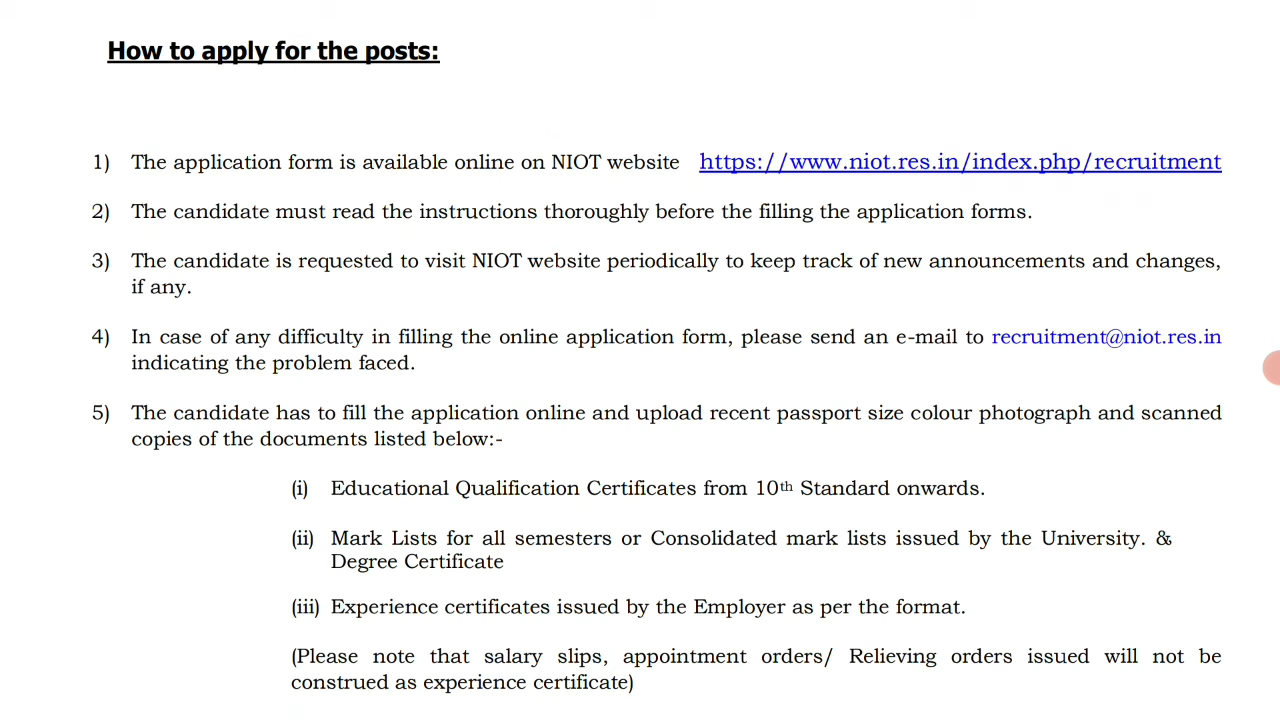 How to apply for the posts:
1) The application form is available online on NIOT website https://www.niot.res.in/index.php/recruitment
2) The candidate must read the instructions thoroughly before the filling the application forms.
3) The candidate is requested to visit NIOT website periodically to keep track of new announcements and changes,
if any.
4) In case of any difficulty in filling the online application form, please send an e-mail to recruitment@niot.res.in
indicating the problem faced.
5) The candidate has to fill the application online and upload recent passport size colour photograph and scanned
copies of the documents listed below:-
(i) Educational Qualification Certificates from 10th Standard onwards.
(ii) Mark Lists for all semesters or Consolidated mark lists issued by the University. &
Degree Certificate
(iii) Experience certificates issued by the Employer as per the format.
(Please note that salary slips, appointment orders/ Relieving orders issued will not be
construed as experience certificate)